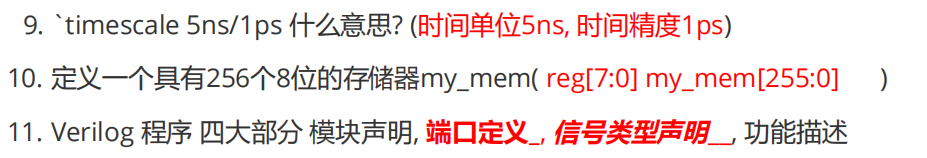 9. `timescale 5ns/1ps 什么意思? (时间单位5ns, 时间精度1ps)
10. 定义一个具有256个8位的存储器my_mem( reg[7:0] my_mem[255:0] )
11. Verilog 程序 四大部分 模块声明, 端口定义_, 信号类型声明__, 功能描述